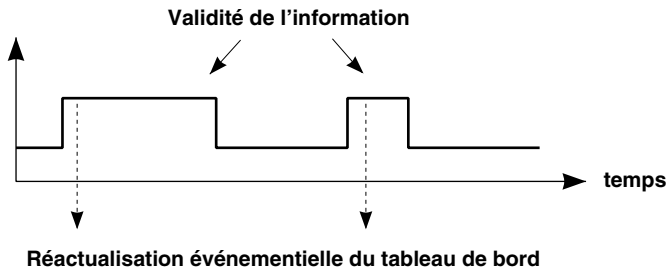 Validité de l'information
temps
Réactualisation événementielle du tableau de bord